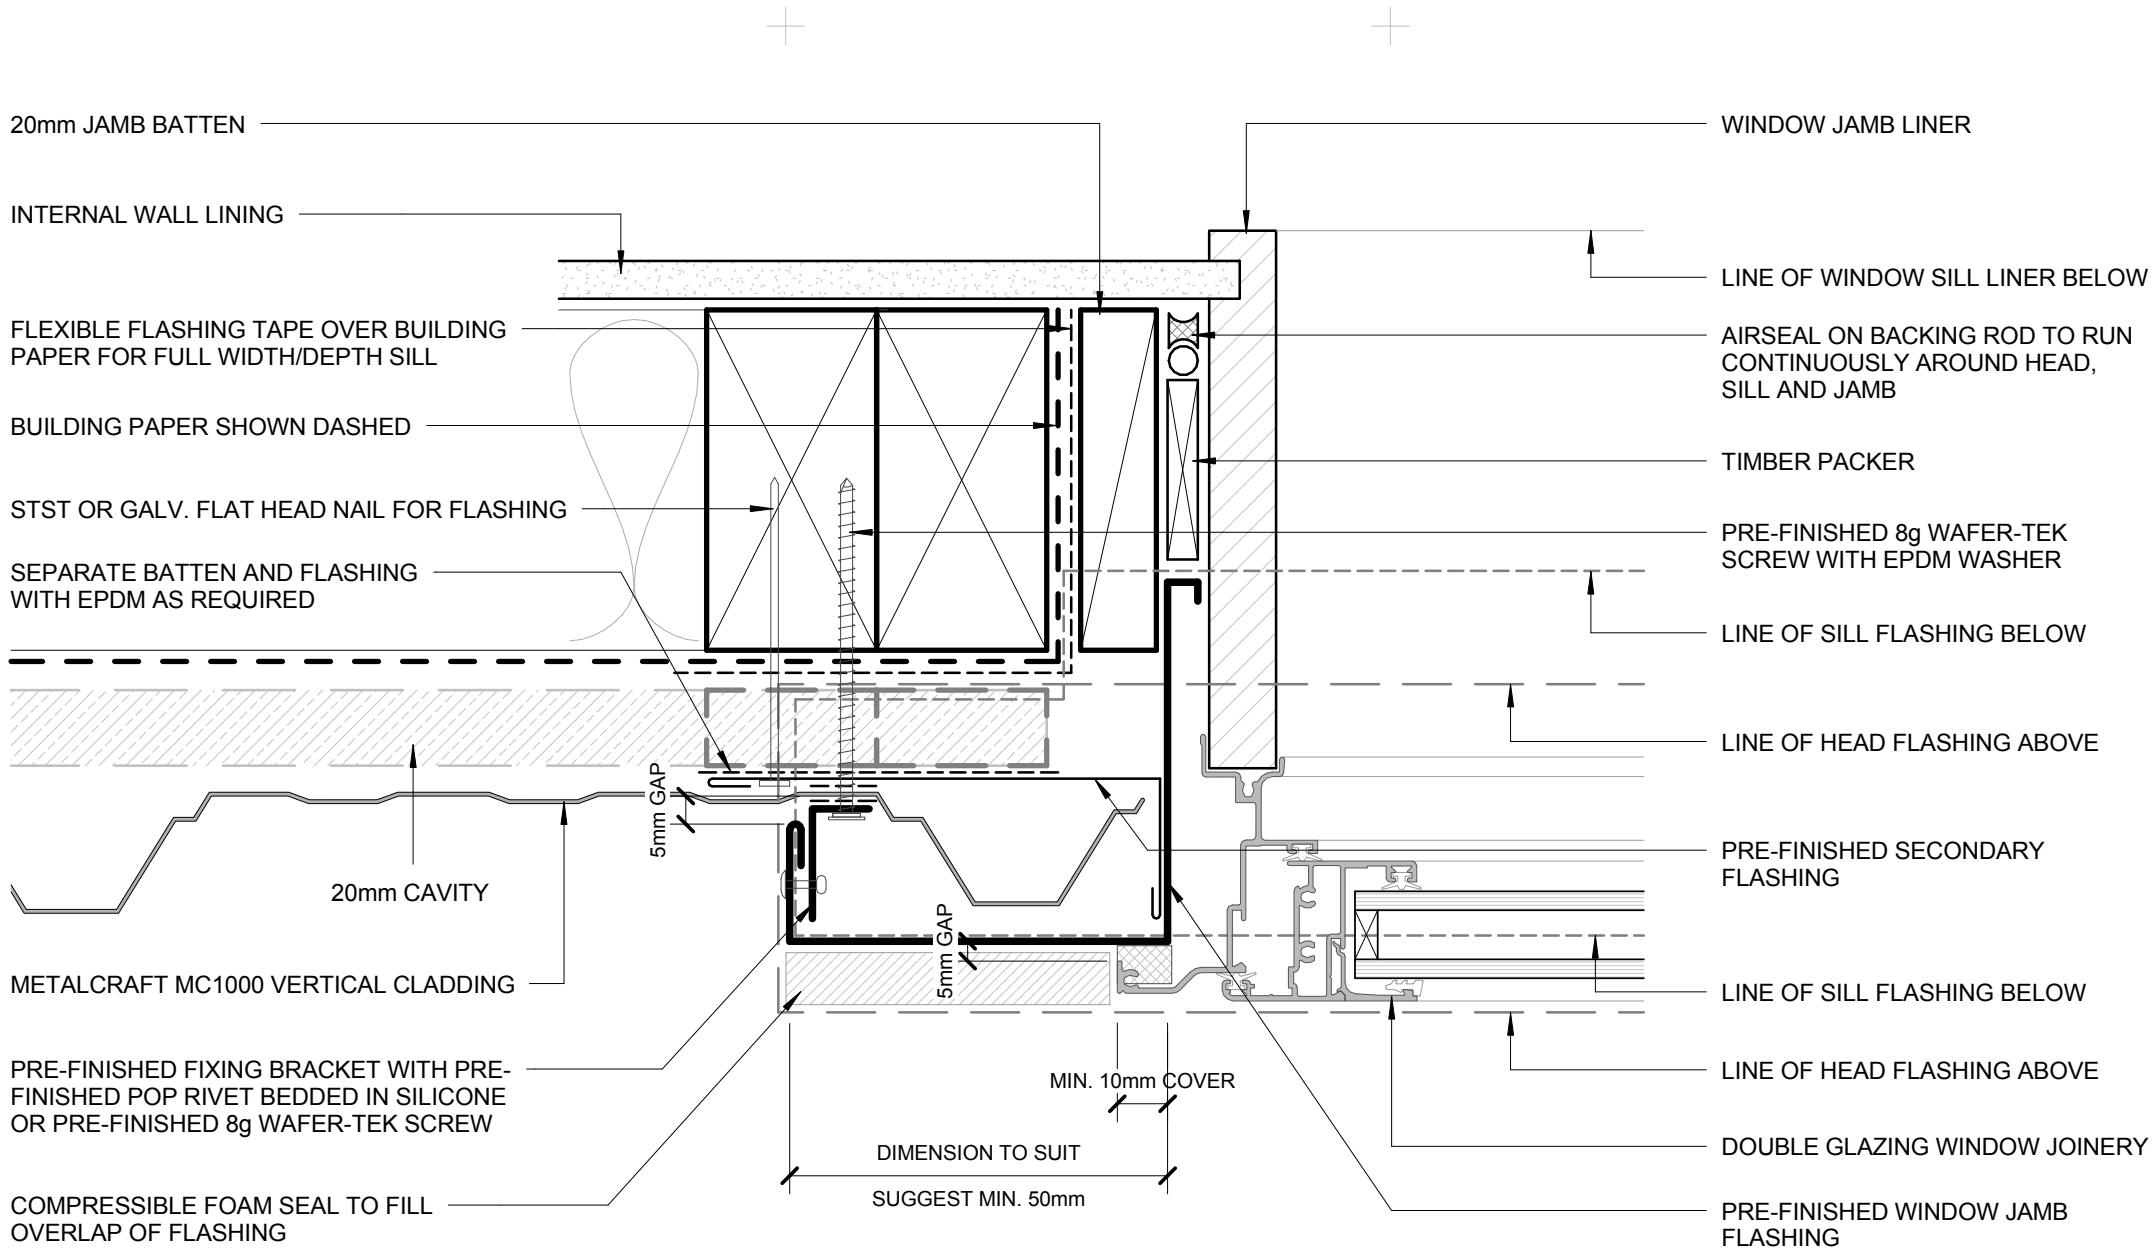 20mm JAMB BATTEN
INTERNAL WALL LINING
FLEXIBLE FLASHING TAPE OVER BUILDING
PAPER FOR FULL WIDTH/DEPTH SILL
BUILDING PAPER SHOWN DASHED
STST OR GALV. FLAT HEAD NAIL FOR FLASHING
SEPARATE BATTEN AND FLASHING
WITH EPDM AS REQUIRED
5mm GAP
20mm CAVITY
5mm GAP
METALCRAFT MC1000 VERTICAL CLADDING
PRE-FINISHED FIXING BRACKET WITH PRE-
FINISHED POP RIVET BEDDED IN SILICONE
OR PRE-FINISHED 8g WAFER-TEK SCREW
COMPRESSIBLE FOAM SEAL TO FILL
OVERLAP OF FLASHING
MIN. 10mm COVER
DIMENSION TO SUIT
SUGGEST MIN. 50mm
WINDOW JAMB LINER
LINE OF WINDOW SILL LINER BELOW
AIRSEAL ON BACKING ROD TO RUN
CONTINUOUSLY AROUND HEAD,
SILL AND JAMB
TIMBER PACKER
PRE-FINISHED 8g WAFER-TEK
SCREW WITH EPDM WASHER
LINE OF SILL FLASHING BELOW
LINE OF HEAD FLASHING ABOVE
PRE-FINISHED SECONDARY
FLASHING
LINE OF SILL FLASHING BELOW
LINE OF HEAD FLASHING ABOVE
DOUBLE GLAZING WINDOW JOINERY
PRE-FINISHED WINDOW JAMB
FLASHING